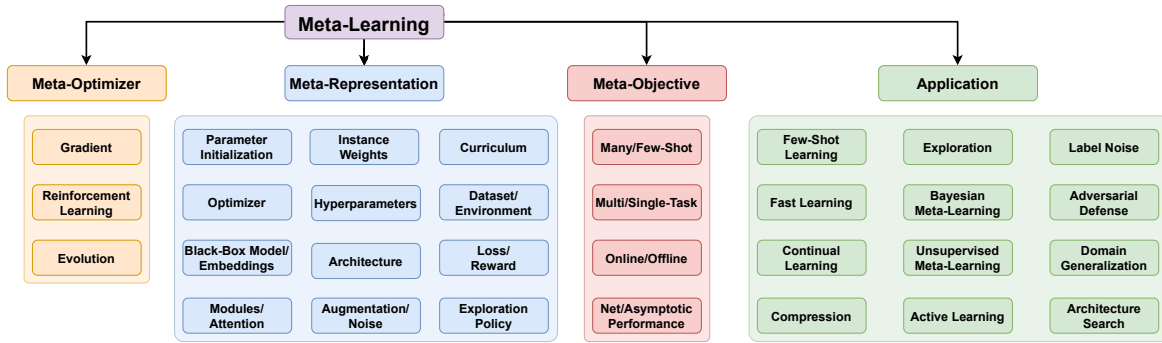 Meta-Learning
Meta-Optimizer
Meta-Representation
Meta-Objective
Application
Gradient
Reinforcement
Learning
Evolution
Parameter
Initialization
Instance
Weights
Curriculum
Optimizer
Hyperparameters
Dataset/
Environment
Black-Box Model/
Embeddings
Architecture
Loss/
Reward
Modules/
Attention
Augmentation/
Noise
Exploration
Policy
Many/Few-Shot
Multi/Single-Task
Online/Offline
Net/Asymptotic
Performance
Few-Shot
Learning
Exploration
Label Noise
Fast Learning
Bayesian
Meta-Learning
Adversarial
Defense
Continual
Learning
Unsupervised
Meta-Learning
Domain
Generalization
Compression
Active Learning
Architecture
Search